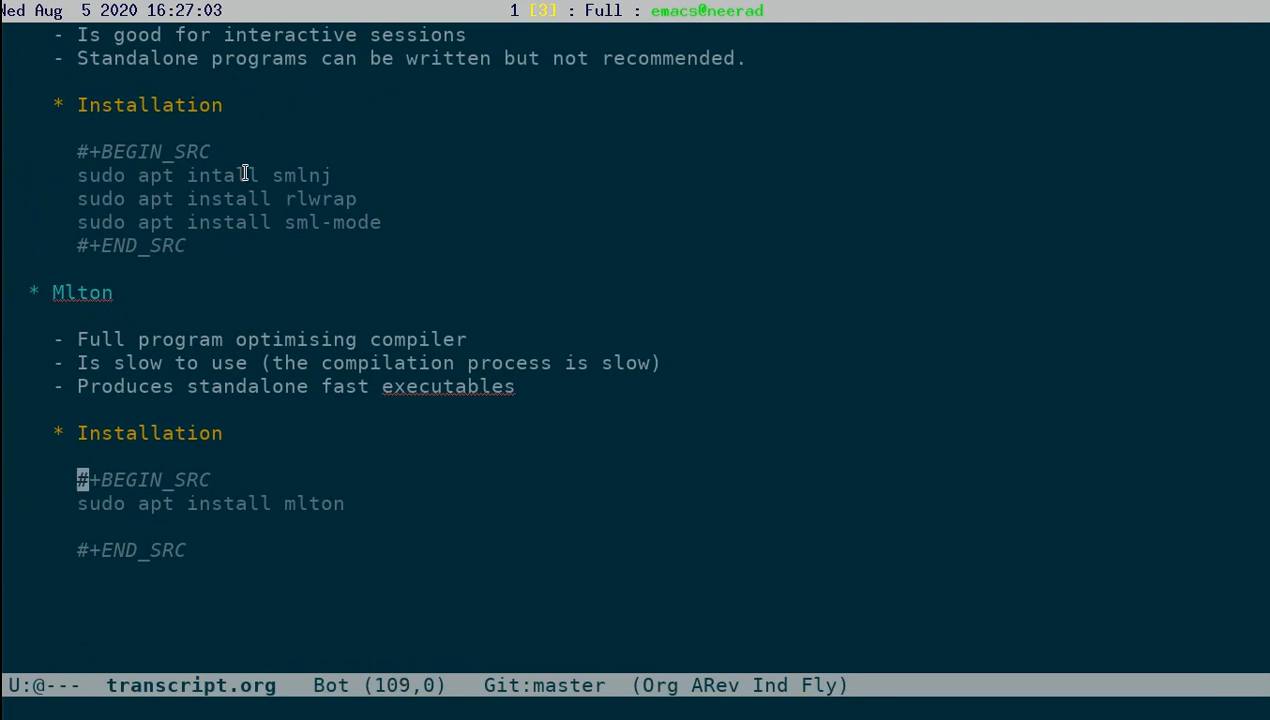 Wed Aug  5 2020 16:27:03 1 [3] : Full : emacs@neerad
- Is good for interactive sessions
- Standalone programs can be written but not recommended.
* Installation
#+BEGIN_SRC
sudo apt intall smlnj
sudo apt install rlwrap
sudo apt install sml-mode
#+END_SRC
* Mlton
- Full program optimising compiler
- Is slow to use (the compilation process is slow)
- Produces standalone fast executables
* Installation
#+BEGIN_SRC
sudo apt install mlton
#+END_SRC
U:@--- transcript.org Bot (109,0) Git:master (Org ARev Ind Fly)